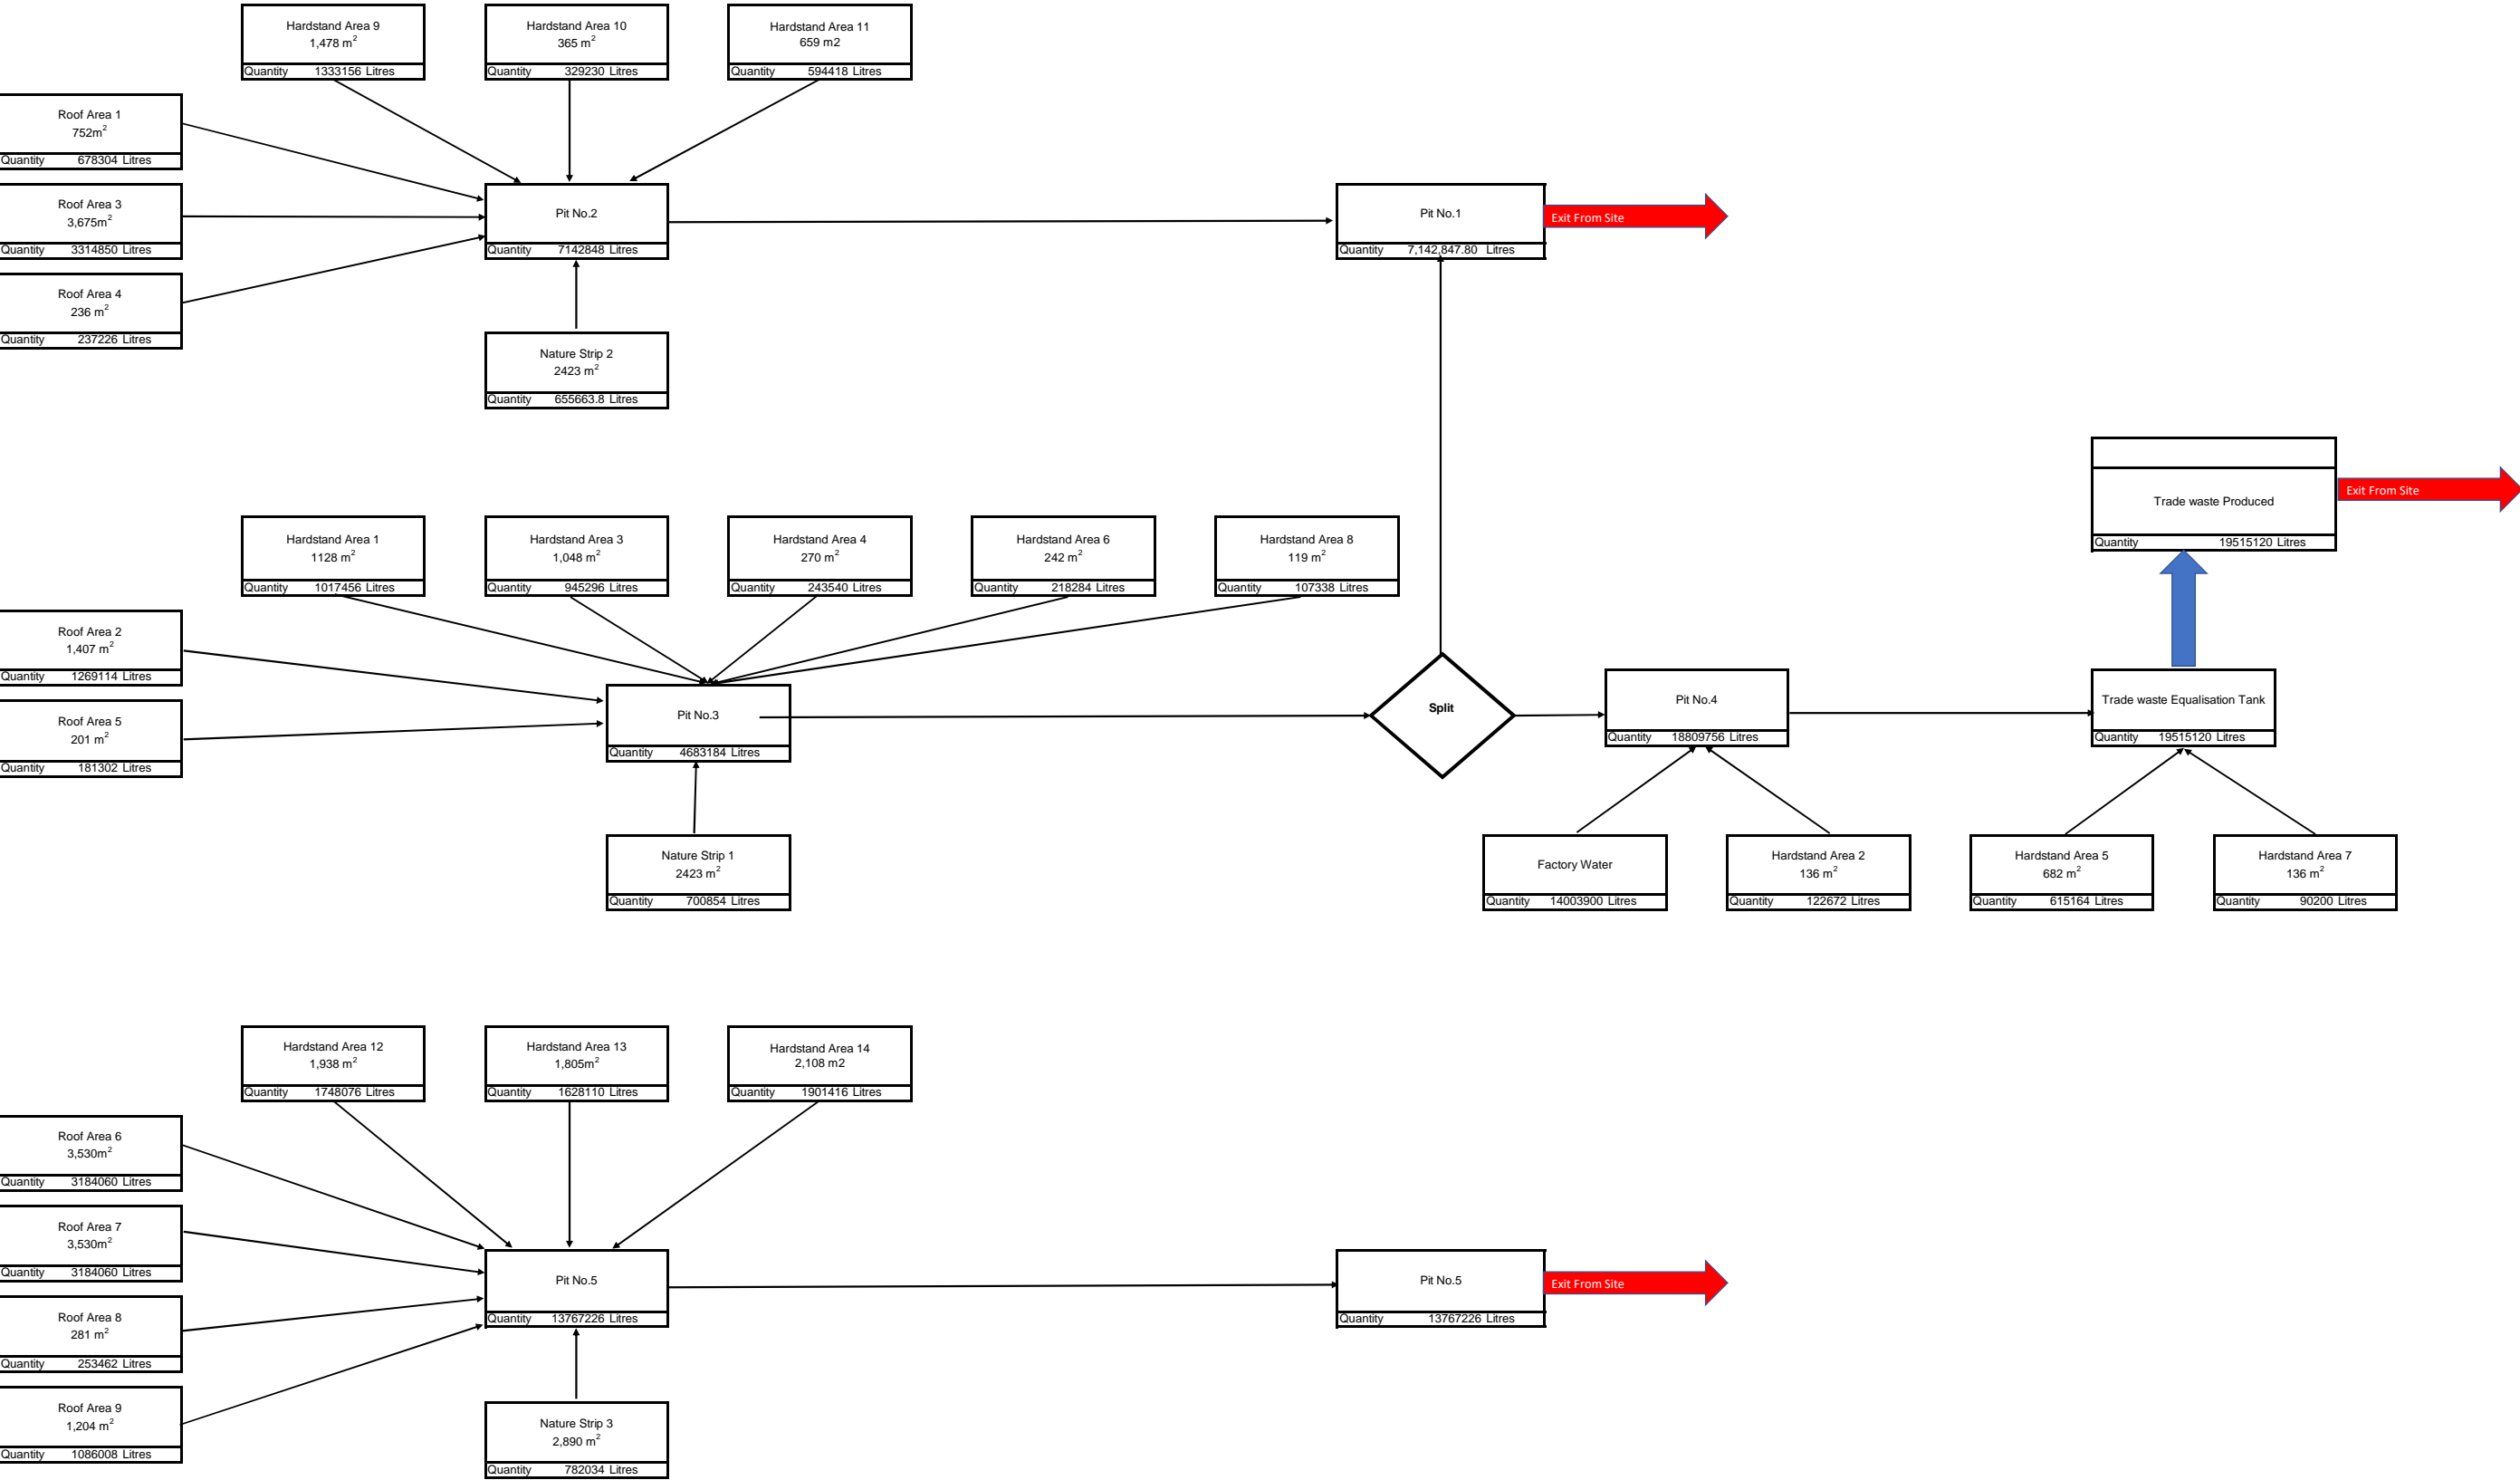 Hardstand Area 9
1,478 m²
Quantity 1333156 Litres
Hardstand Area 10
365 m²
Quantity 329230 Litres
Hardstand Area 11
659 m2
Quantity 594418 Litres
Roof Area 1
752m²
Quantity 678304 Litres
Roof Area 3
3,675m²
Quantity 3314850 Litres
Roof Area 4
236 m²
Quantity 237226 Litres
Pit No.2
Quantity 7142848 Litres
Nature Strip 2
2423 m²
Quantity 655663.8 Litres
Pit No.1
Quantity 7,142,847.80 Litres
Exit From Site
Trade waste Produced
Quantity 19515120 Litres
Exit From Site
Hardstand Area 1
1128 m²
Quantity 1017456 Litres
Hardstand Area 3
1,048 m²
Quantity 945296 Litres
Hardstand Area 4
270 m²
Quantity 243540 Litres
Hardstand Area 6
242 m²
Quantity 218284 Litres
Hardstand Area 8
119 m²
Quantity 107338 Litres
Roof Area 2
1,407 m²
Quantity 1269114 Litres
Roof Area 5
201 m²
Quantity 181302 Litres
Pit No.3
Quantity 4683184 Litres
Nature Strip 1
2423 m²
Quantity 700854 Litres
Split
Pit No.4
Quantity 18809756 Litres
Trade waste Equalisation Tank
Quantity 19515120 Litres
Factory Water
Quantity 14003900 Litres
Hardstand Area 2
136 m²
Quantity 122672 Litres
Hardstand Area 5
682 m²
Quantity 615164 Litres
Hardstand Area 7
136 m²
Quantity 90200 Litres
Hardstand Area 12
1,938 m²
Quantity 1748076 Litres
Hardstand Area 13
1,805m²
Quantity 1628110 Litres
Hardstand Area 14
2,108 m2
Quantity 1901416 Litres
Roof Area 6
3,530m²
Quantity 3184060 Litres
Roof Area 7
3,530m²
Quantity 3184060 Litres
Roof Area 8
281 m²
Quantity 253462 Litres
Roof Area 9
1,204 m²
Quantity 1086008 Litres
Pit No.5
Quantity 13767226 Litres
Nature Strip 3
2,890 m²
Quantity 782034 Litres
Pit No.5
Quantity 13767226 Litres
Exit From Site